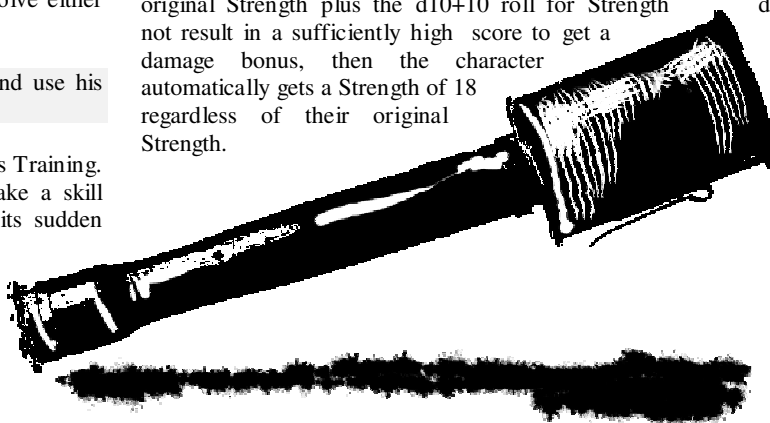 olve either
nd use his
s Training.
ake a skill
its sudden
original Strength plus the d10+10 roll for Strength
not result in a sufficiently high score to get a
damage bonus, then the character
automatically gets a Strength of 18
regardless of their original
Strength.
d